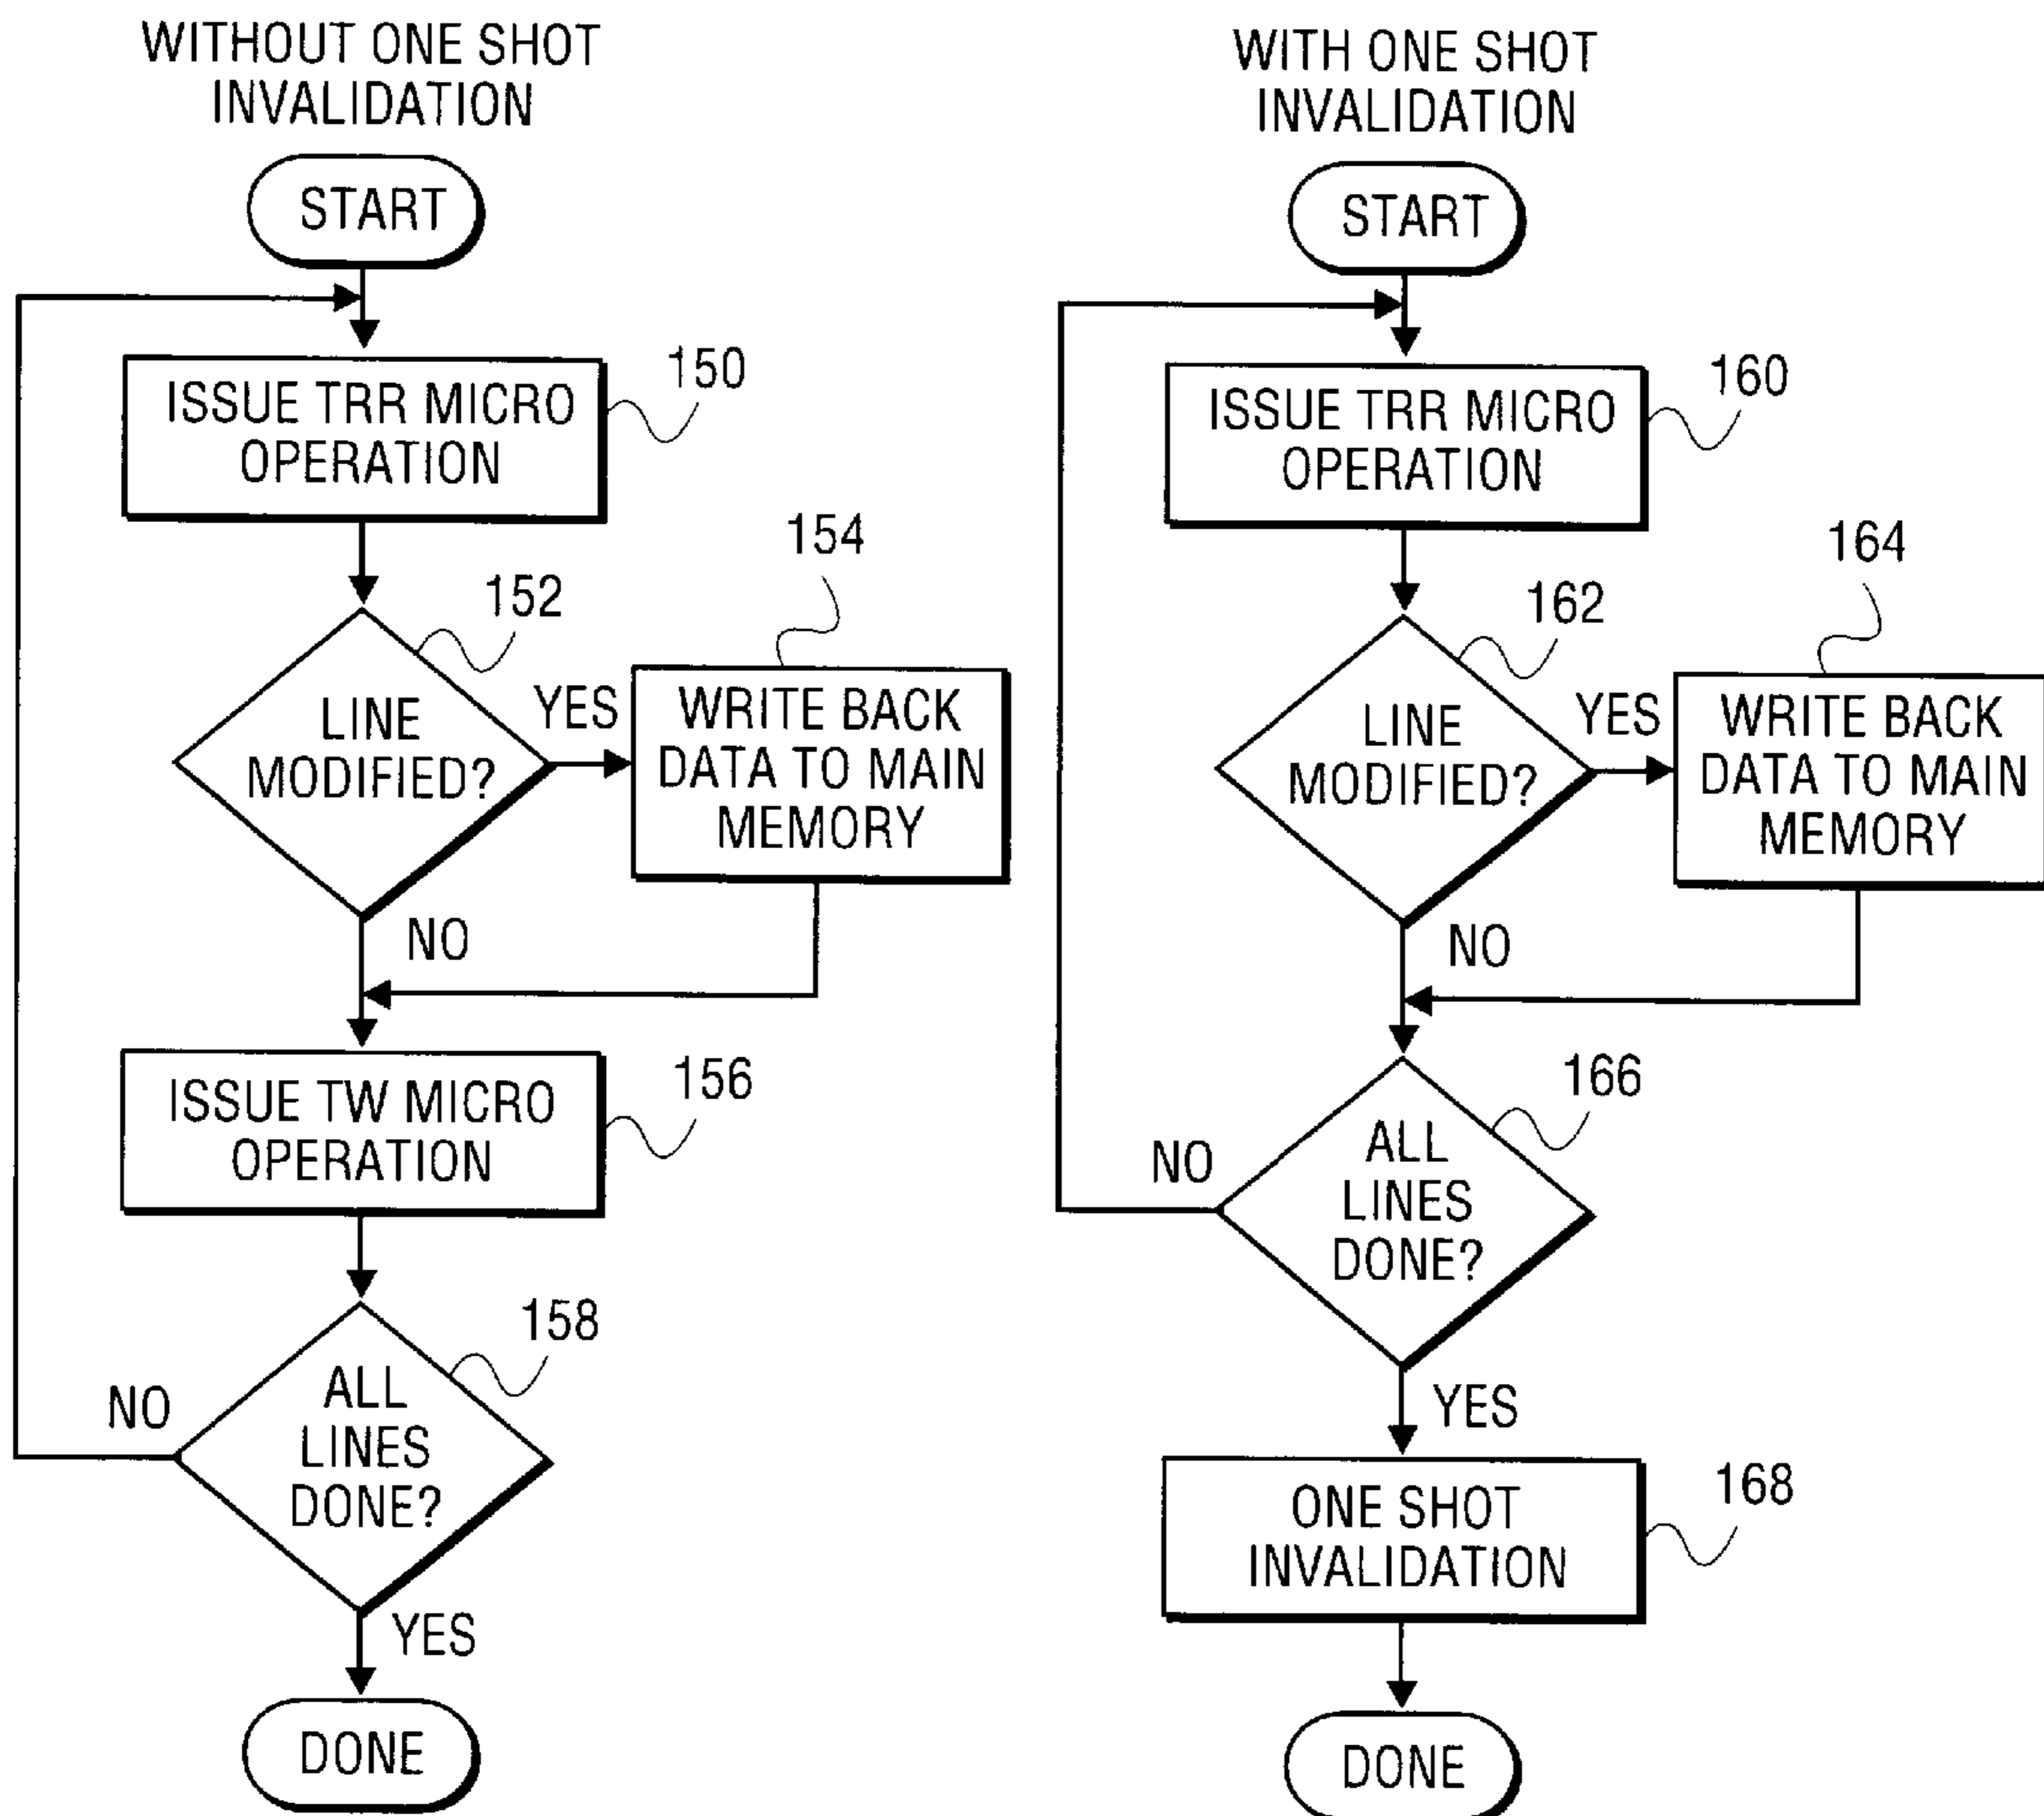 WITHOUT ONE SHOT
INVALIDATION
START
ISSUE TRR MICRO
OPERATION
150
152
LINE
MODIFIED?
YES
154
WRITE BACK
DATA TO MAIN
MEMORY
NO
ISSUE TW MICRO
OPERATION
156
158
ALL
LINES
DONE?
NO
YES
DONE
WITH ONE SHOT
INVALIDATION
START
ISSUE TRR MICRO
OPERATION
160
162
LINE
MODIFIED?
YES
164
WRITE BACK
DATA TO MAIN
MEMORY
NO
166
ALL
LINES
DONE?
NO
YES
ONE SHOT
INVALIDATION
168
DONE